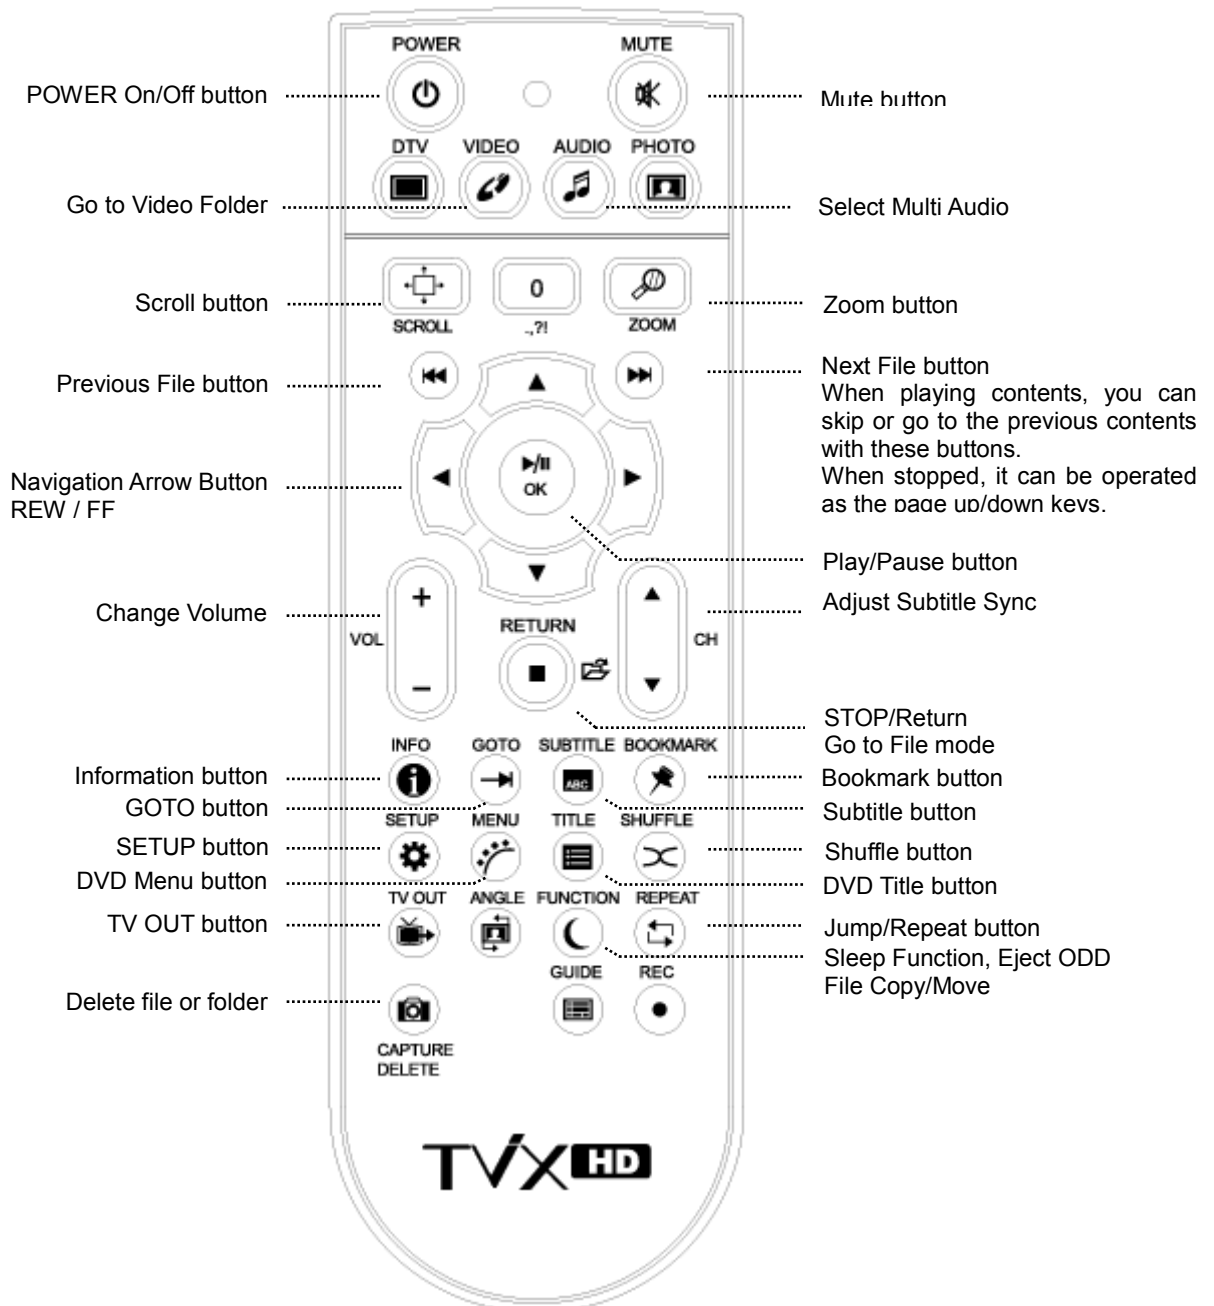 POWER MUTE
POWER On/Off button
Mute button
DTV VIDEO AUDIO PHOTO
Go to Video Folder
Select Multi Audio
0
Scroll button
Zoom button
SCROLL .,?! ZOOM
Previous File button
Next File button
When playing contents, you can
skip or go to the previous contents
with these buttons.
When stopped, it can be operated
as the page up/down keys.
OK
Navigation Arrow Button
REW / FF
Play/Pause button
+
Change Volume
Adjust Subtitle Sync
RETURN
VOL CH
−
STOP/Return
Go to File mode
INFO GOTO SUBTITLE BOOKMARK
ABC
Information button
Bookmark button
GOTO button
Subtitle button
SETUP MENU TITLE SHUFFLE
SETUP button
Shuffle button
DVD Menu button
DVD Title button
TV OUT ANGLE FUNCTION REPEAT
TV OUT button
Jump/Repeat button
Sleep Function, Eject ODD
File Copy/Move
GUIDE REC
Delete file or folder
CAPTURE
DELETE
TViX HD